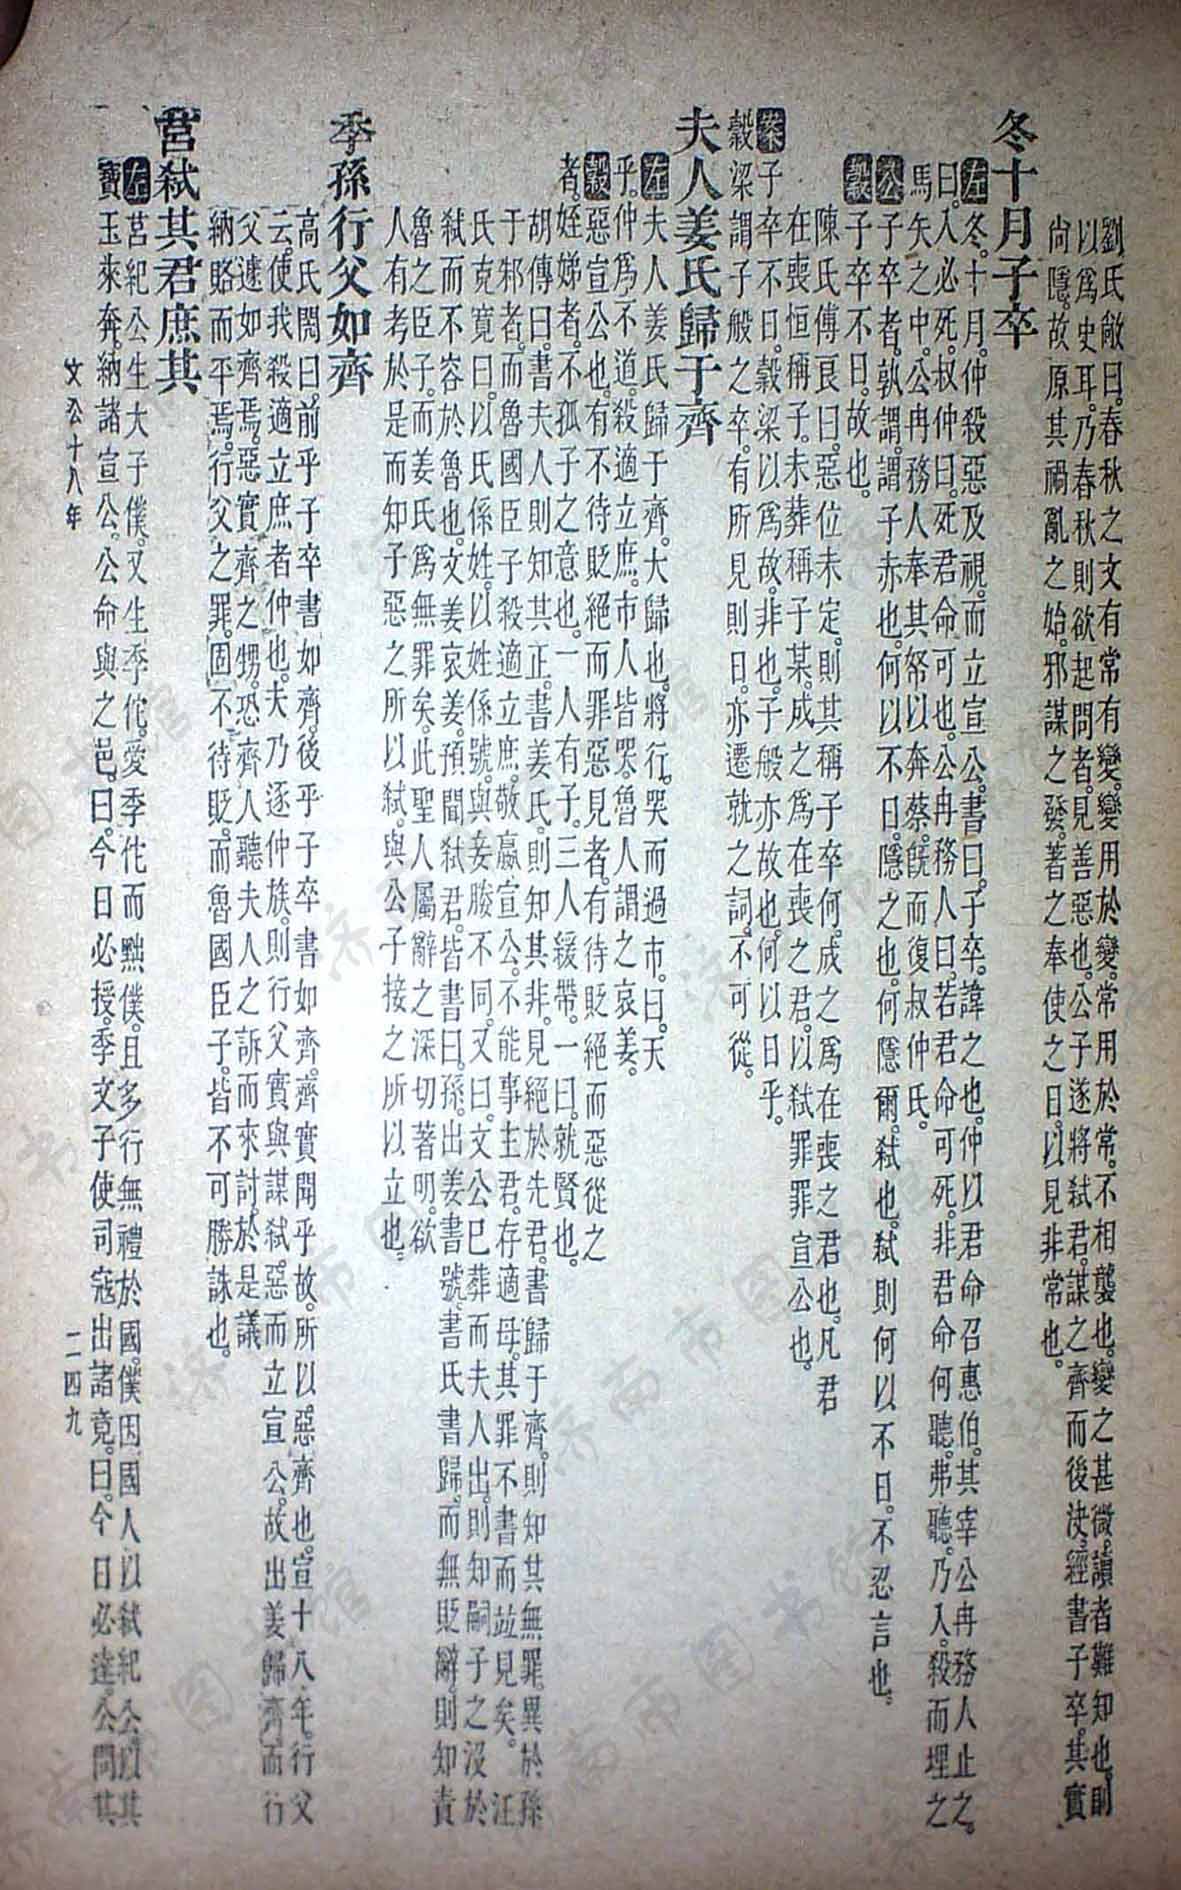 劉氏敞曰。春秋之文有常有變。變用於變。常用於常。不相襲也。變之甚微。讀者難知也。則
以爲史耳。乃春秋則欲起問者。見善惡也。公子遂將弑君。謀之齊而後決。經書子卒。其實
尚隱。故原其禍亂之始。邪謀之發。著之奉使之日。以見非常也。
冬十月子卒
左冬。十月。仲殺惡及視。而立宣公。書曰。子卒。諱之也。仲以君命召惠伯。其宰公冉務人止之。
曰。入必死。叔仲曰。死君命可也。公冉務人曰。若君命可死。非君命何聽。弗聽。乃入。殺而埋之
馬矢之中。公冉務人奉其帑以奔蔡。旣而復叔仲氏。
公子卒者。孰謂。謂子赤也。何以不日。隱之也。何隱爾。弑也。弑則何以不日。不忍言也。
穀子卒不日。故也。
陳氏傳良曰。惡位未定。則其稱子卒何。成之爲在喪之君也。凡君
在喪恒稱子。未葬稱子某。成之爲在喪之君。以弑罪罪宣公也。
案子卒不日。穀梁以爲故。非也。子般亦故也。何以日乎。
穀梁謂子般之卒。有所見則日。亦遷就之詞。不可從。
夫人姜氏歸于齊
左夫人姜氏歸于齊。大歸也。將行。哭而過市。曰。天
乎。仲爲不道。殺適立庶。市人皆哭。魯人謂之哀姜。
穀惡宣公也。有不待貶絕而罪惡見者。有待貶絕而惡從之
者。姪娣者。不孤子之意也。一人有子。三人緩帶。一曰。就賢也。
胡傳曰。書夫人則知其正。書姜氏。則知其非。見絕於先君。書歸于齊。則知其無罪。異於孫
于邾者。而魯國臣子殺適立庶。敬嬴宣公。不能事主君。存適母。其罪不書而竝見矣。 汪
氏克寬曰。以氏係姓。以姓係號。與妾媵不同。又曰。文公已葬而夫人出。則知嗣子之沒於
弑而不容於魯也。文姜哀姜。預聞弑君。皆書曰。孫。出姜書號。書氏書歸。而無貶辭。則知責
魯之臣子。而姜氏爲無罪矣。此聖人屬辭之深切著明。欲
人有考於是而知子惡之所以弑。與公子接之所以立也。
季孫行父如齊
高氏閌曰。前乎子卒書如齊。後乎子卒。書如齊。齊實聞乎故。所以惡齊也。宣十八年。行父
云。使我殺適立庶者仲也。夫乃逐仲族。則行父實與謀弑。惡而立宣公。故出姜歸齊。而行
父遽如齊焉。惡實齊之甥。恐齊人聽夫人之訴而來討。於是議
納賂而平焉。行父之罪。固不待貶。而魯國臣子。皆不可勝誅也。
莒弑其君庶其
左莒紀公生大子僕。又生季佗。愛季佗而黜僕。且多行無禮於國。僕因國人以弑紀公。以其
寶玉來奔。納諸宣公。公命與之邑。曰。今日必授。季文子使司寇出諸竟。曰。今日必達。公問其
文公十八年
二四九